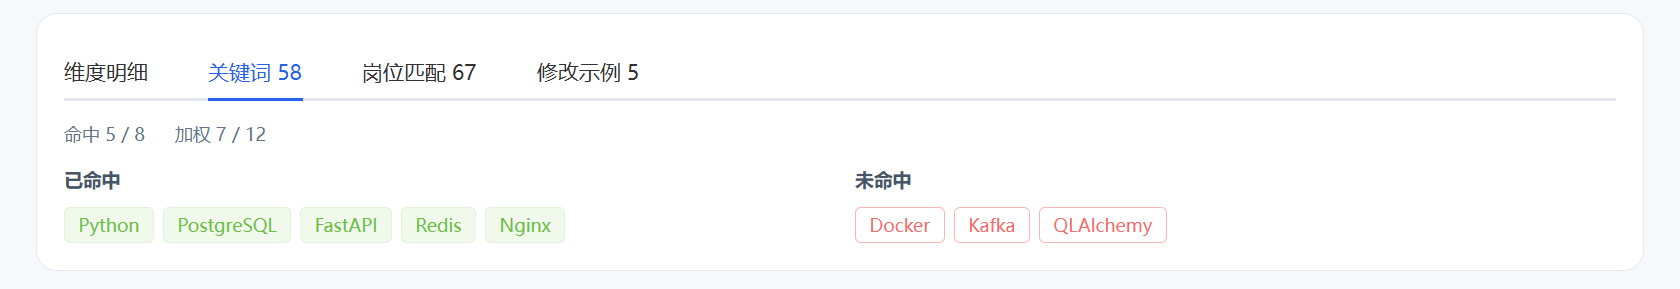 维度明细 关键词 58 岗位匹配 67 修改示例 5
命中 5 / 8 加权 7 / 12
已命中 未命中
Python PostgreSQL FastAPI Redis Nginx Docker Kafka QLAlchemy